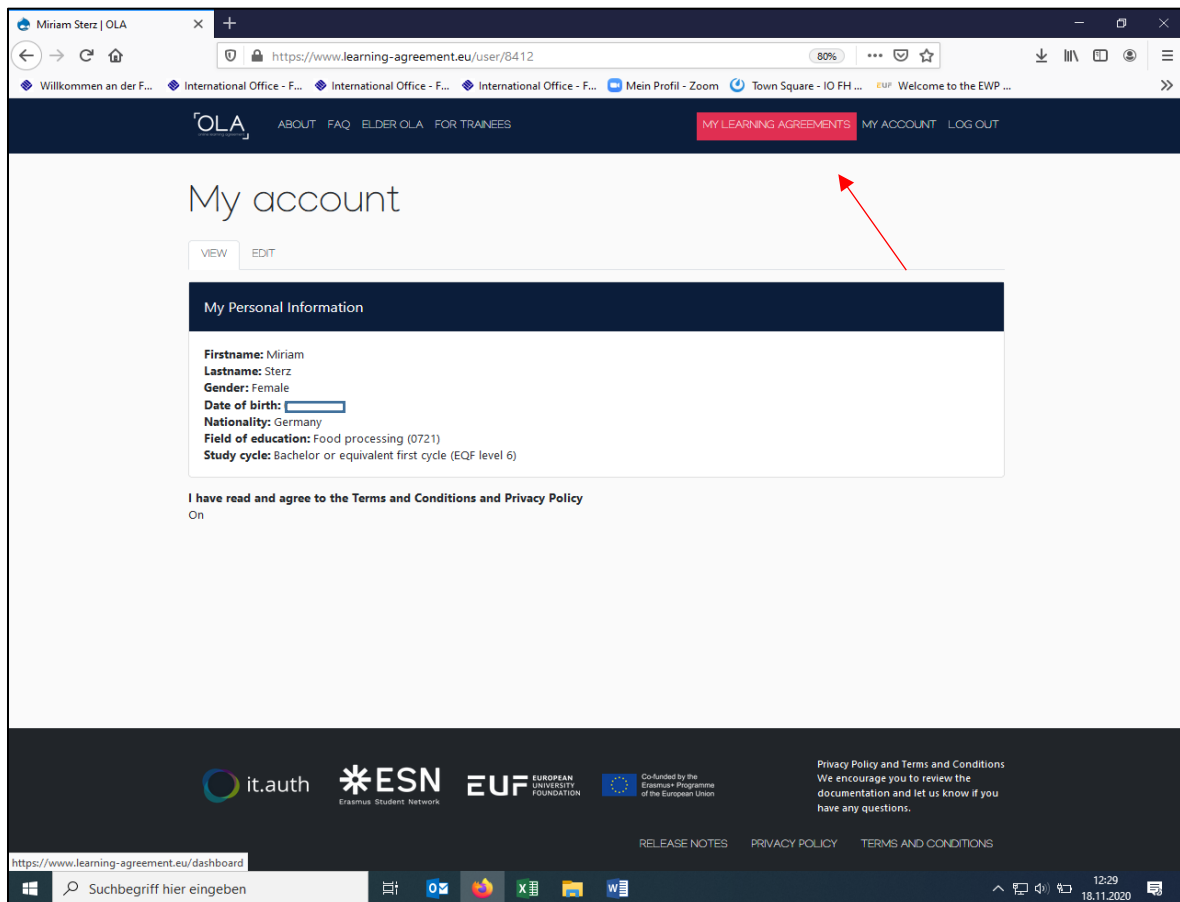 Miriam Sterz | OLA
https://www.learning-agreement.eu/user/8412
80%
Willkommen an der F... International Office - F... International Office - F... International Office - F... Mein Profil - Zoom Town Square - IO FH ... EUF Welcome to the EWP ...
OLA ABOUT FAQ ELDER OLA FOR TRAINEES MY LEARNING AGREEMENTS MY ACCOUNT LOG OUT
My account
VIEW EDIT
My Personal Information
Firstname: Miriam
Lastname: Sterz
Gender: Female
Date of birth:
Nationality: Germany
Field of education: Food processing (0721)
Study cycle: Bachelor or equivalent first cycle (EQF level 6)
I have read and agree to the Terms and Conditions and Privacy Policy
On
it.auth
ESN
Erasmus Student Network
EUF
EUROPEAN
UNIVERSITY
FOUNDATION
Co-funded by the
Erasmus+ Programme
of the European Union
Privacy Policy and Terms and Conditions
We encourage you to review the
documentation and let us know if you
have any questions.
RELEASE NOTES PRIVACY POLICY TERMS AND CONDITIONS
https://www.learning-agreement.eu/dashboard
Suchbegriff hier eingeben
12:29
18.11.2020